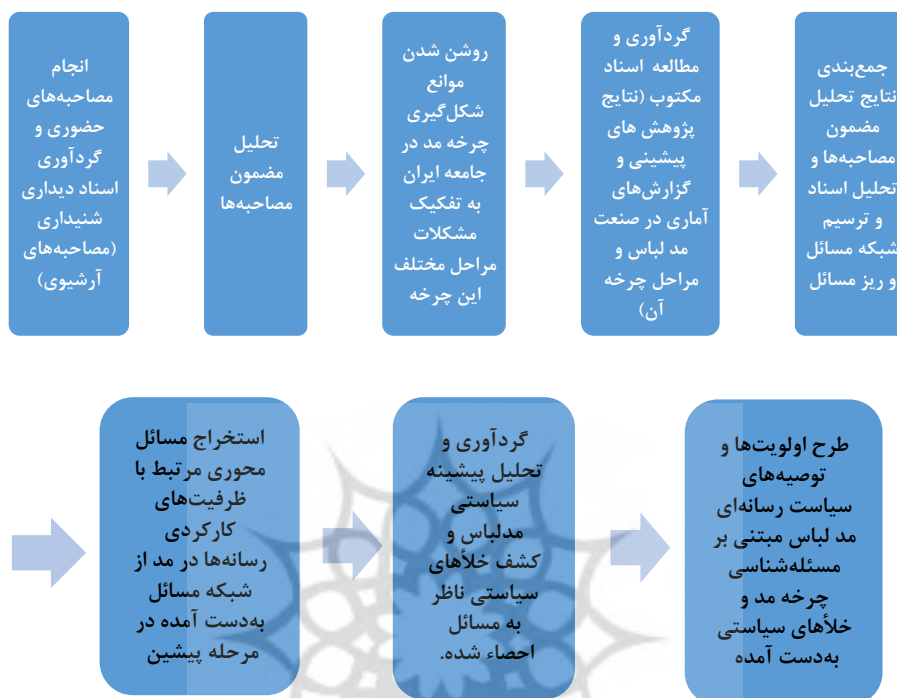 انجام
مصاحبه‌های
حضوری و
گردآوری
اسناد دیداری
شنیداری
(مصاحبه‌های
آرشیوی)
تحلیل
مضمون
مصاحبه‌ها
روشن شدن
موانع
شکل‌گیری
چرخه مد در
جامعه ایران
به تفکیک
مشکلات
مراحل مختلف
این چرخه
گردآوری و
مطالعه اسناد
مکتوب (نتایج
پژوهش های
پیشینی و
گزارش‌های
آماری در صنعت
مد لباس و
مراحل چرخه
آن)
جمع‌بندی
نتایج تحلیل
مضمون
مصاحبه‌ها و
تحلیل اسناد
و ترسیم
شبکه مسائل
و ریز مسائل
استخراج مسائل
محوری مرتبط با
ظرفیت‌های
کارکردی
رسانه‌ها در مد از
شبکه مسائل
به‌دست آمده در
مرحله پیشین
گردآوری و
تحلیل پیشینه
سیاستی
مدلباس و
کشف خلأهای
سیاستی ناظر
به مسائل
احصاء شده.
طرح اولویت‌ها و
توصیه‌های
سیاست رسانه‌ای
مد لباس مبتنی بر
مسئله‌شناسی
چرخه مد و
خلأهای سیاستی
به‌دست آمده